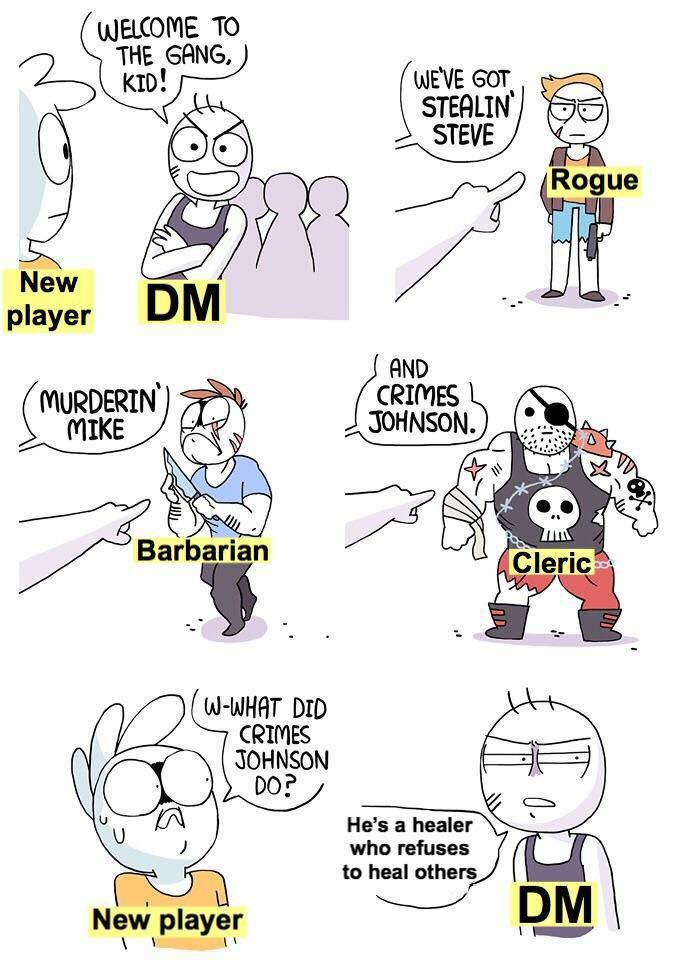 WELCOME TO
THE GANG,
KID!
New
player
DM
WE'VE GOT
STEALIN'
STEVE
Rogue
MURDERIN'
MIKE
Barbarian
AND
CRIMES
JOHNSON.
Cleric
W-WHAT DID
CRIMES
JOHNSON
DO?
New player
He's a healer
who refuses
to heal others
DM